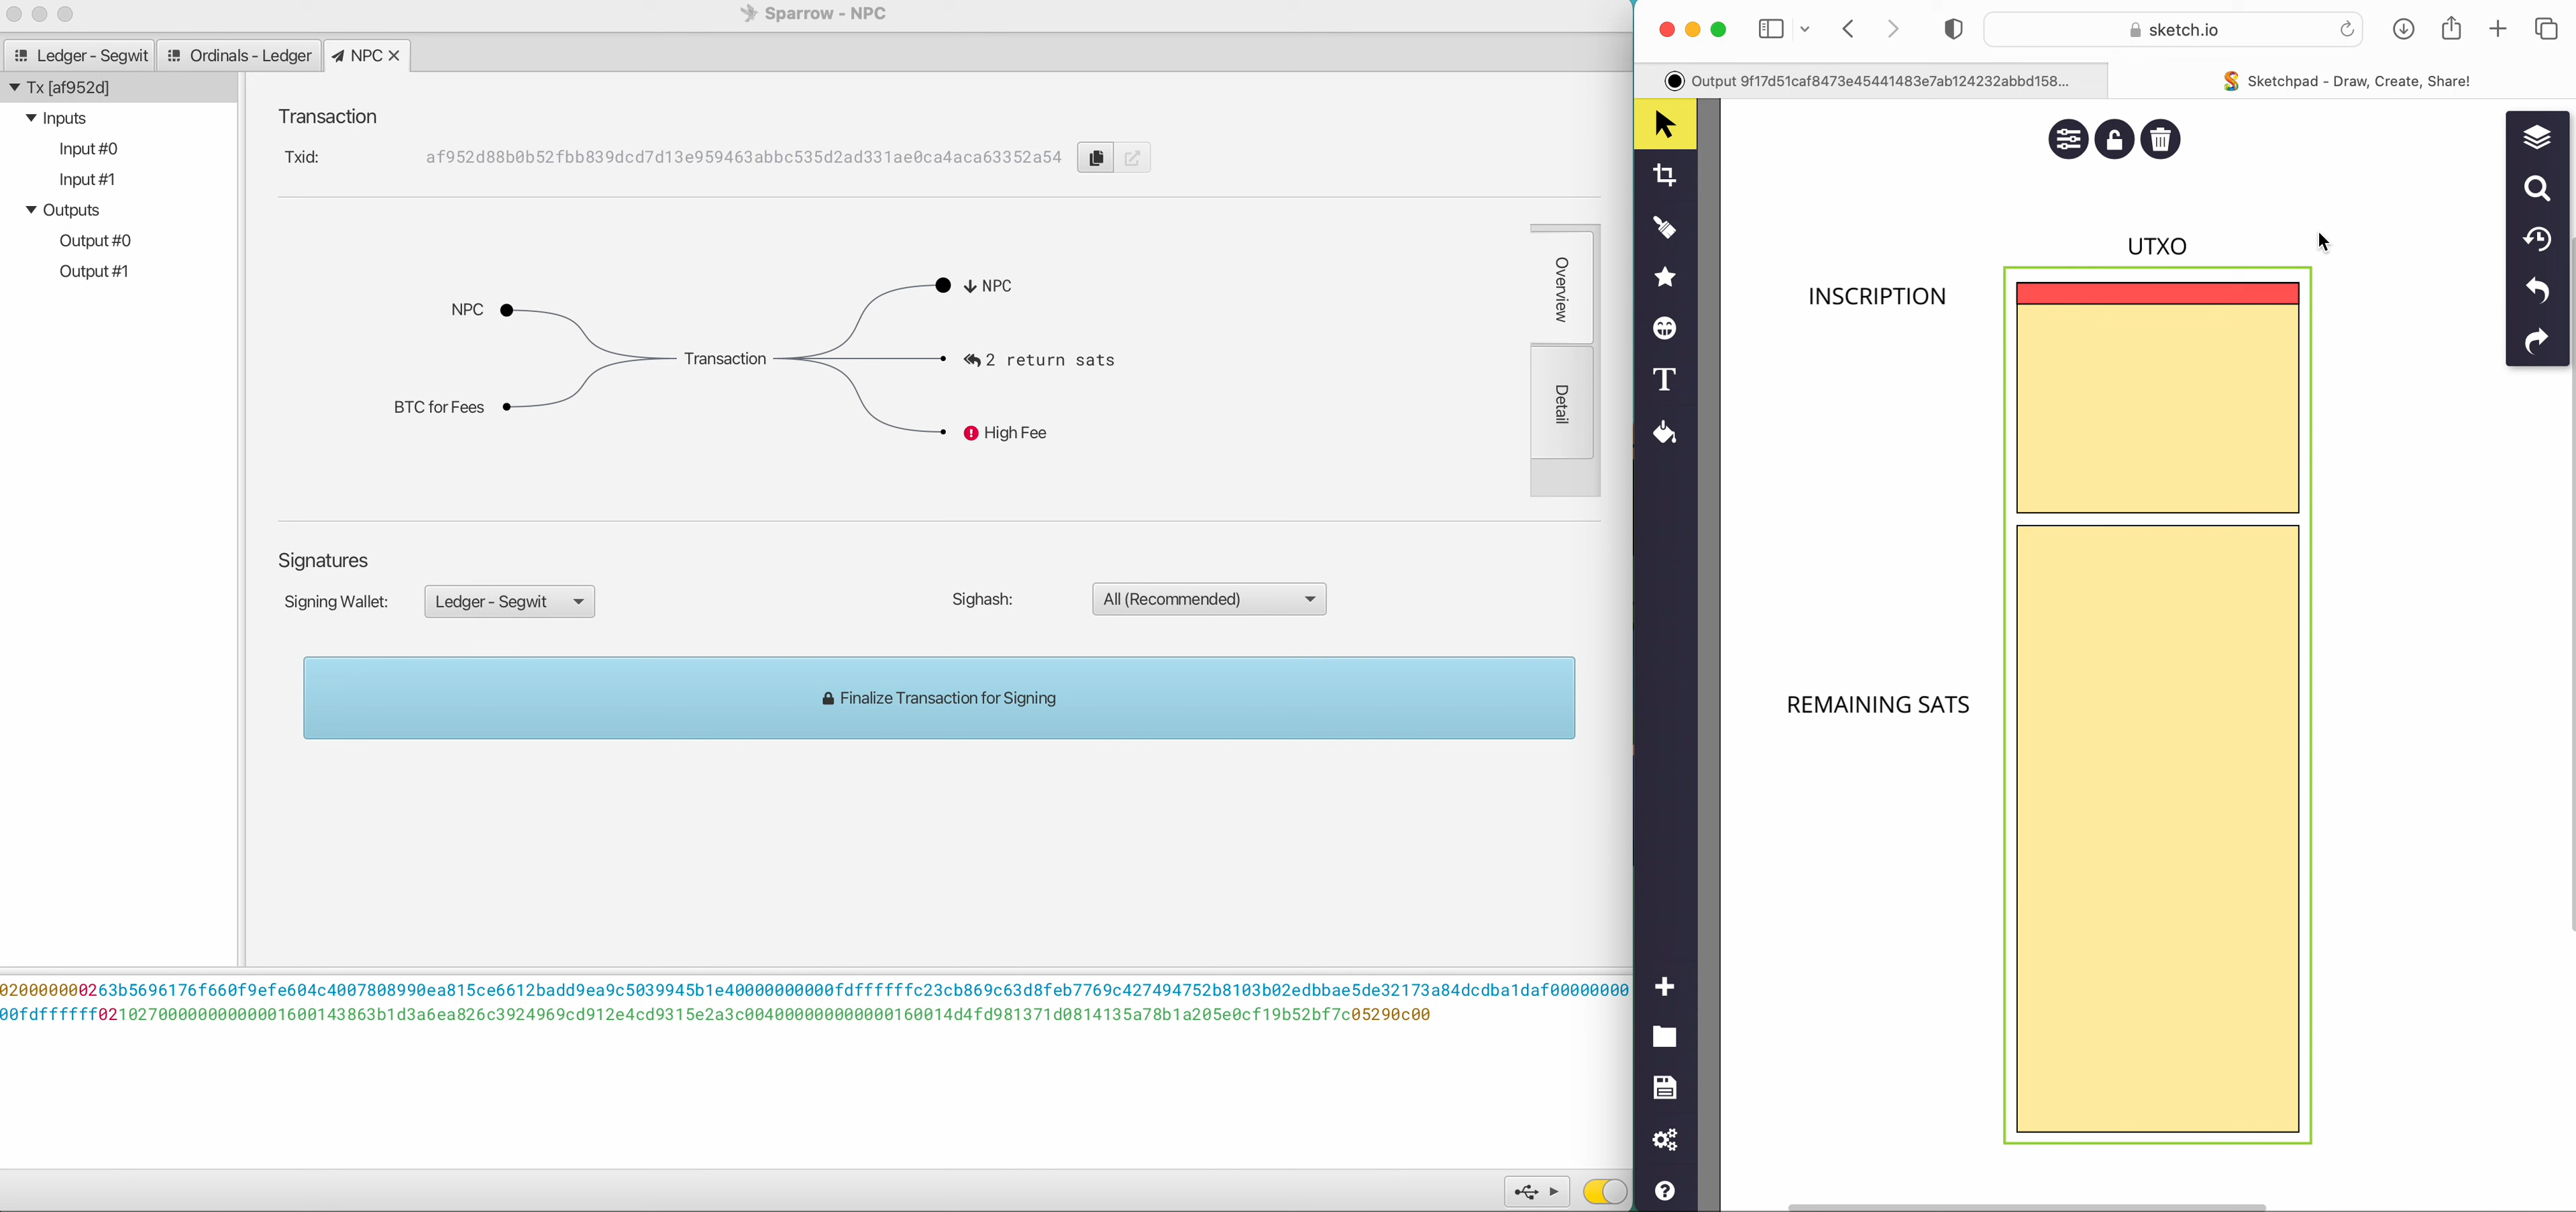 Sparrow - NPC
Ledger - Segwit
Ordinals - Ledger
NPC
Tx [af952d]
Inputs
Input #0
Input #1
Outputs
Output #0
Output #1
Transaction
Txid:
af952d88b0b52fbb839dcd7d13e959463abbc535d2ad331ae0ca4aca63352a54
NPC
BTC for Fees
Transaction
NPC
2 return sats
High Fee
Overview
Detail
Signatures
Signing Wallet:
Ledger - Segwit
Sighash:
All (Recommended)
Finalize Transaction for Signing
020000000263b5696176f660f9efe604c4007808990ea815ce6612badd9ea9c5039945b1e40000000000fdffffffc23cb869c63d8feb7769c427494752b8103b02edbbae5de32173a84dcdba1daf00000000
00fdffffff0210270000000000001600143863b1d3a6ea826c3924969cd912e4cd9315e2a3c004000000000000160014d4fd981371d0814135a78b1a205e0cf19b52bf7c05290c00
sketch.io
Output 9f17d51caf8473e45441483e7ab124232abbd158...
Sketchpad - Draw, Create, Share!
T
UTXO
INSCRIPTION
REMAINING SATS